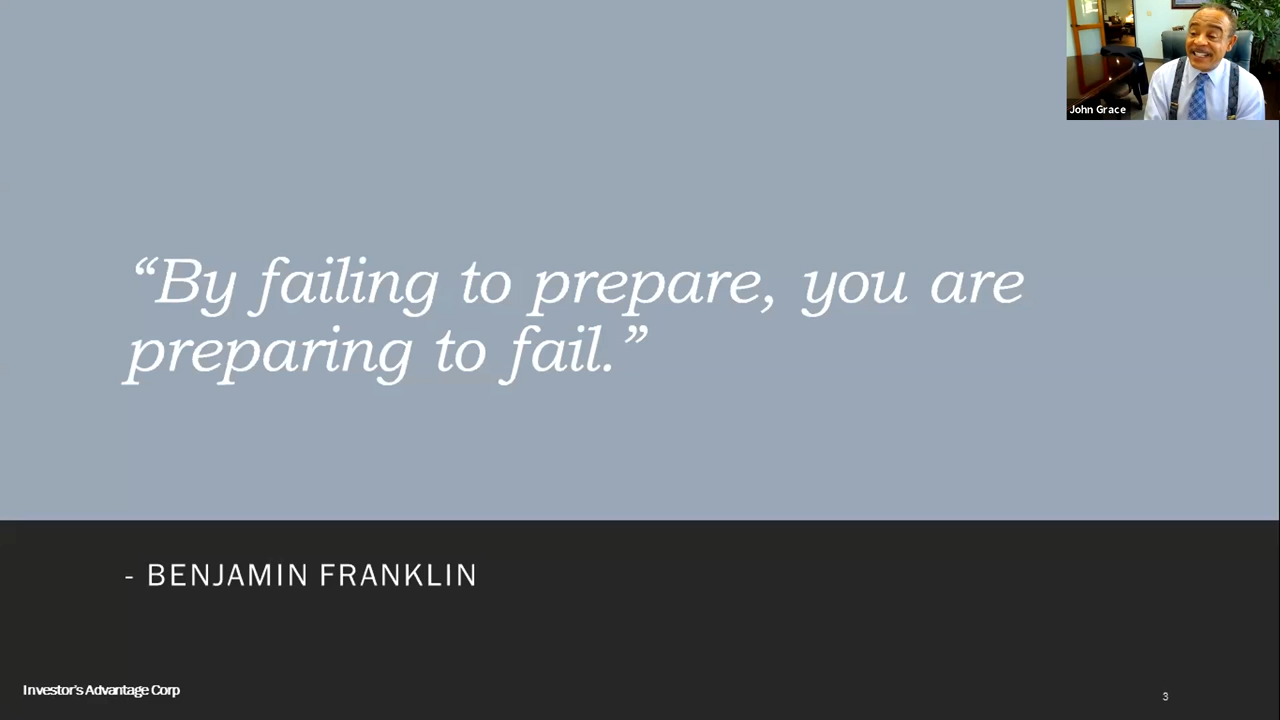 John Grace
“By failing to prepare, you are
preparing to fail.”
- BENJAMIN FRANKLIN
Investor's Advantage Corp
3